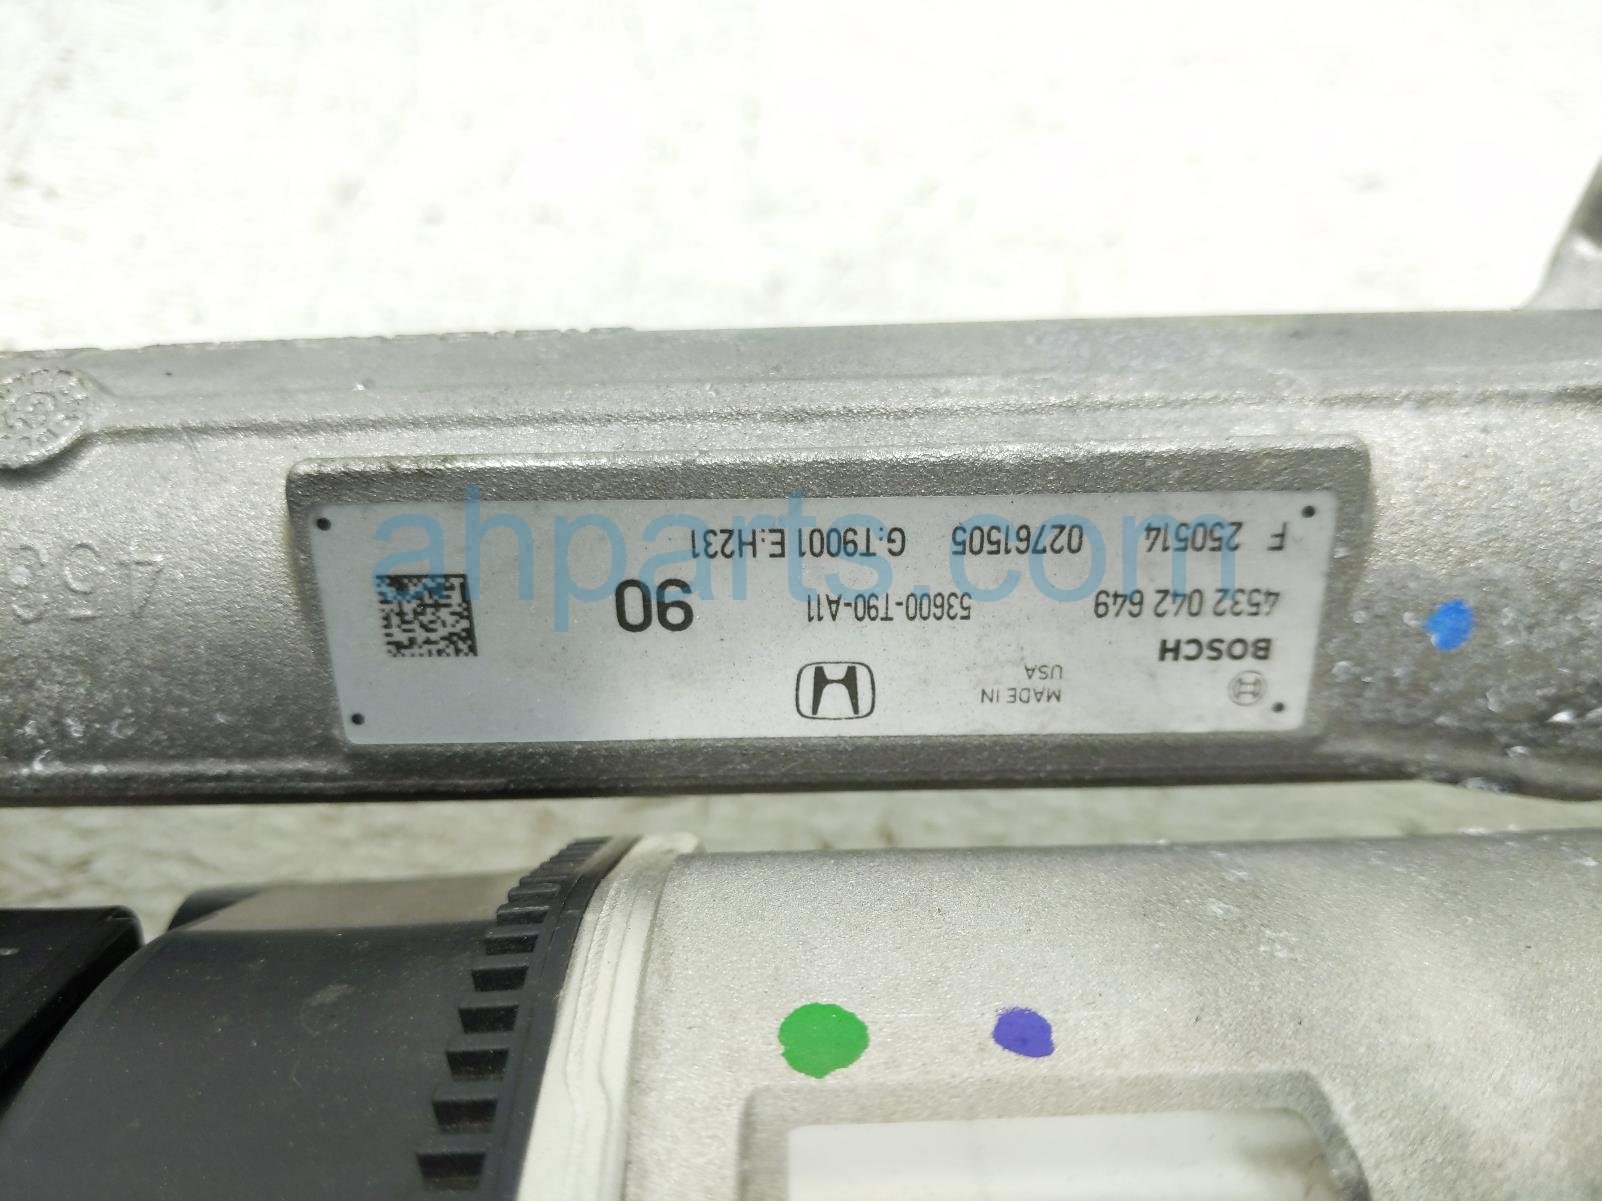 BOSCH
MADE IN
USA
4532 042 649
53600-T90-A11
90
F 250514 02761505 G:T9001 E:H231
ahparts.com